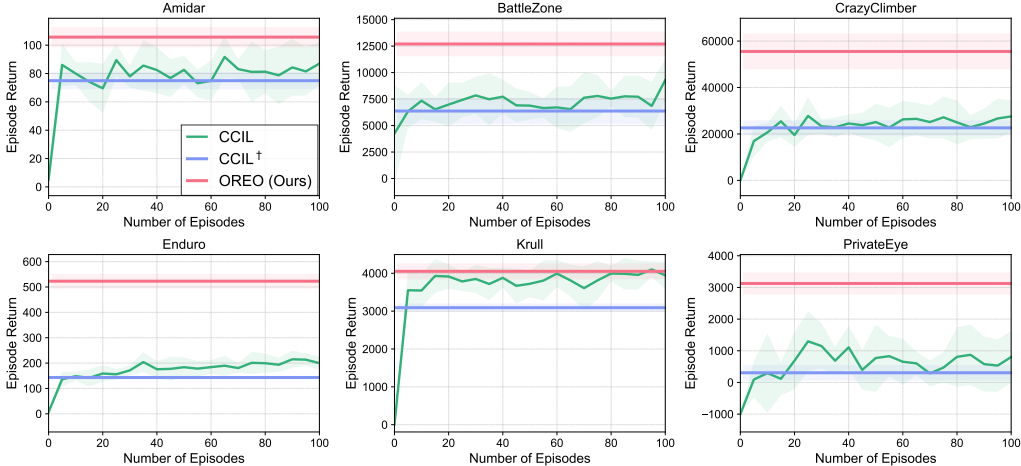 Amidar
BattleZone
CrazyClimber
Episode Return
100
80
60
40
20
0
CCIL
CCIL†
OREO (Ours)
0 20 40 60 80 100
Number of Episodes
Episode Return
15000
12500
10000
7500
5000
2500
0
0 20 40 60 80 100
Number of Episodes
Episode Return
60000
40000
20000
0
0 20 40 60 80 100
Number of Episodes
Enduro
Krull
PrivateEye
Episode Return
600
500
400
300
200
100
0
0 20 40 60 80 100
Number of Episodes
Episode Return
4000
3000
2000
1000
0
0 20 40 60 80 100
Number of Episodes
Episode Return
4000
3000
2000
1000
0
−1000
0 20 40 60 80 100
Number of Episodes